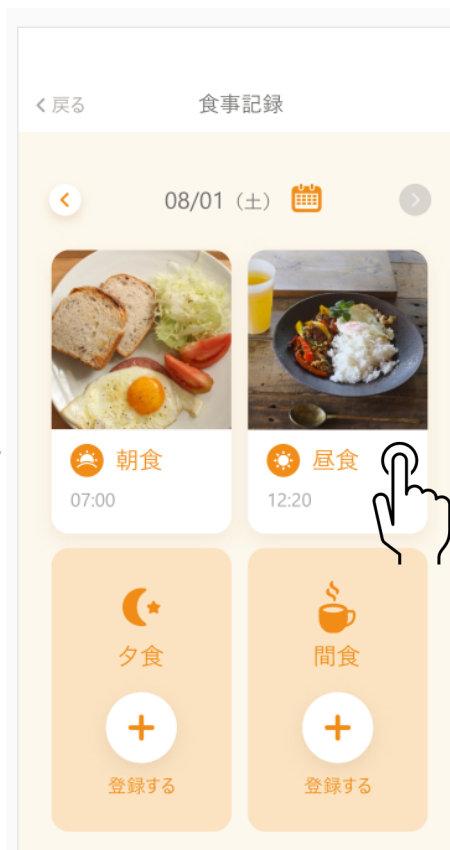 戻る 食事記録
08/01（土）
朝食 昼食
07:00 12:20
夕食 間食
登録する 登録する